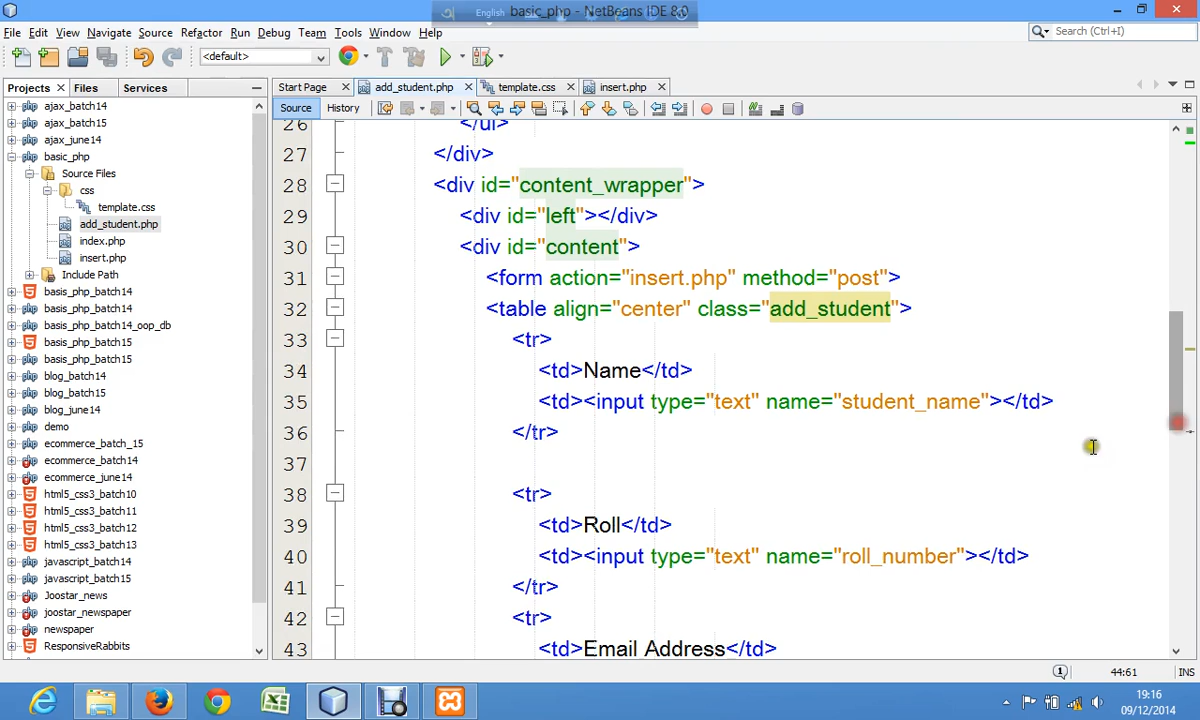 English
basic_php - NetBeans IDE 8.0
File Edit View Navigate Source Refactor Run Debug Team Tools Window Help
Search (Ctrl+I)
<default>
Projects Files Services
Start Page add_student.php template.css insert.php
Source History
ajax_batch14
ajax_batch15
ajax_june14
basic_php
Source Files
css
template.css
add_student.php
index.php
insert.php
Include Path
basis_php_batch14
basis_php_batch14
basis_php_batch14_oop_db
basis_php_batch15
basis_php_batch15
blog_batch14
blog_batch15
blog_june14
demo
ecommerce_batch_15
ecommerce_batch14
ecommerce_june14
html5_css3_batch10
html5_css3_batch11
html5_css3_batch12
html5_css3_batch13
javascript_batch14
javascript_batch15
Joostar_news
joostar_newspaper
newspaper
ResponsiveRabbits
26 </ul>
27 </div>
28 <div id="content_wrapper">
29 <div id="left"></div>
30 <div id="content">
31 <form action="insert.php" method="post">
32 <table align="center" class="add_student">
33 <tr>
34 <td>Name</td>
35 <td><input type="text" name="student_name"></td>
36 </tr>
37
38 <tr>
39 <td>Roll</td>
40 <td><input type="text" name="roll_number"></td>
41 </tr>
42 <tr>
43 <td>Email Address</td>
1 44:61 INS
19:16
09/12/2014